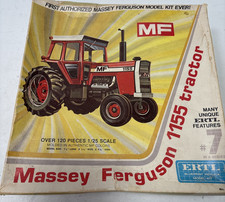 FIRST AUTHORIZED MASSEY FERGUSON MODEL KIT EVER!
MF
MF
1155
OVER 120 PIECES 1/25 SCALE
MANY
UNIQUE
ERTL
FEATURES
Massey Ferguson 1155 tractor
ERTL